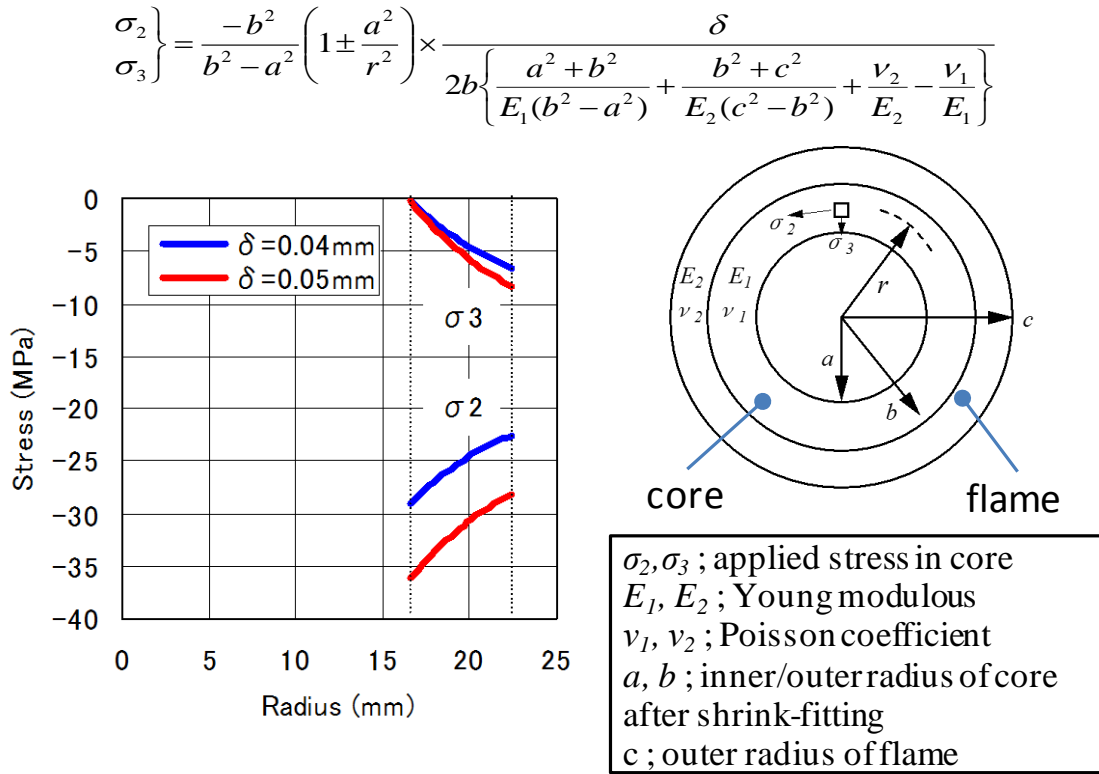 σ₂
σ₃ } = −b² / (b² − a²) (1 ± a² / r²) × δ / 2b{ (a² + b²) / E₁(b² − a²) + (b² + c²) / E₂(c² − b²) + ν₂ / E₂ − ν₁ / E₁ }
0
−5
−10
−15
−20
−25
−30
−35
−40
Stress (MPa)
δ=0.04mm
δ=0.05mm
σ3
σ2
0 5 10 15 20 25
Radius (mm)
σ₂
σ₃
E₂ E₁
ν₂ ν₁
r
c
a
b
core
flame
σ₂,σ₃ ; applied stress in core
E₁, E₂ ; Young modulous
ν₁, ν₂ ; Poisson coefficient
a, b ; inner/outer radius of core
after shrink-fitting
c ; outer radius of flame